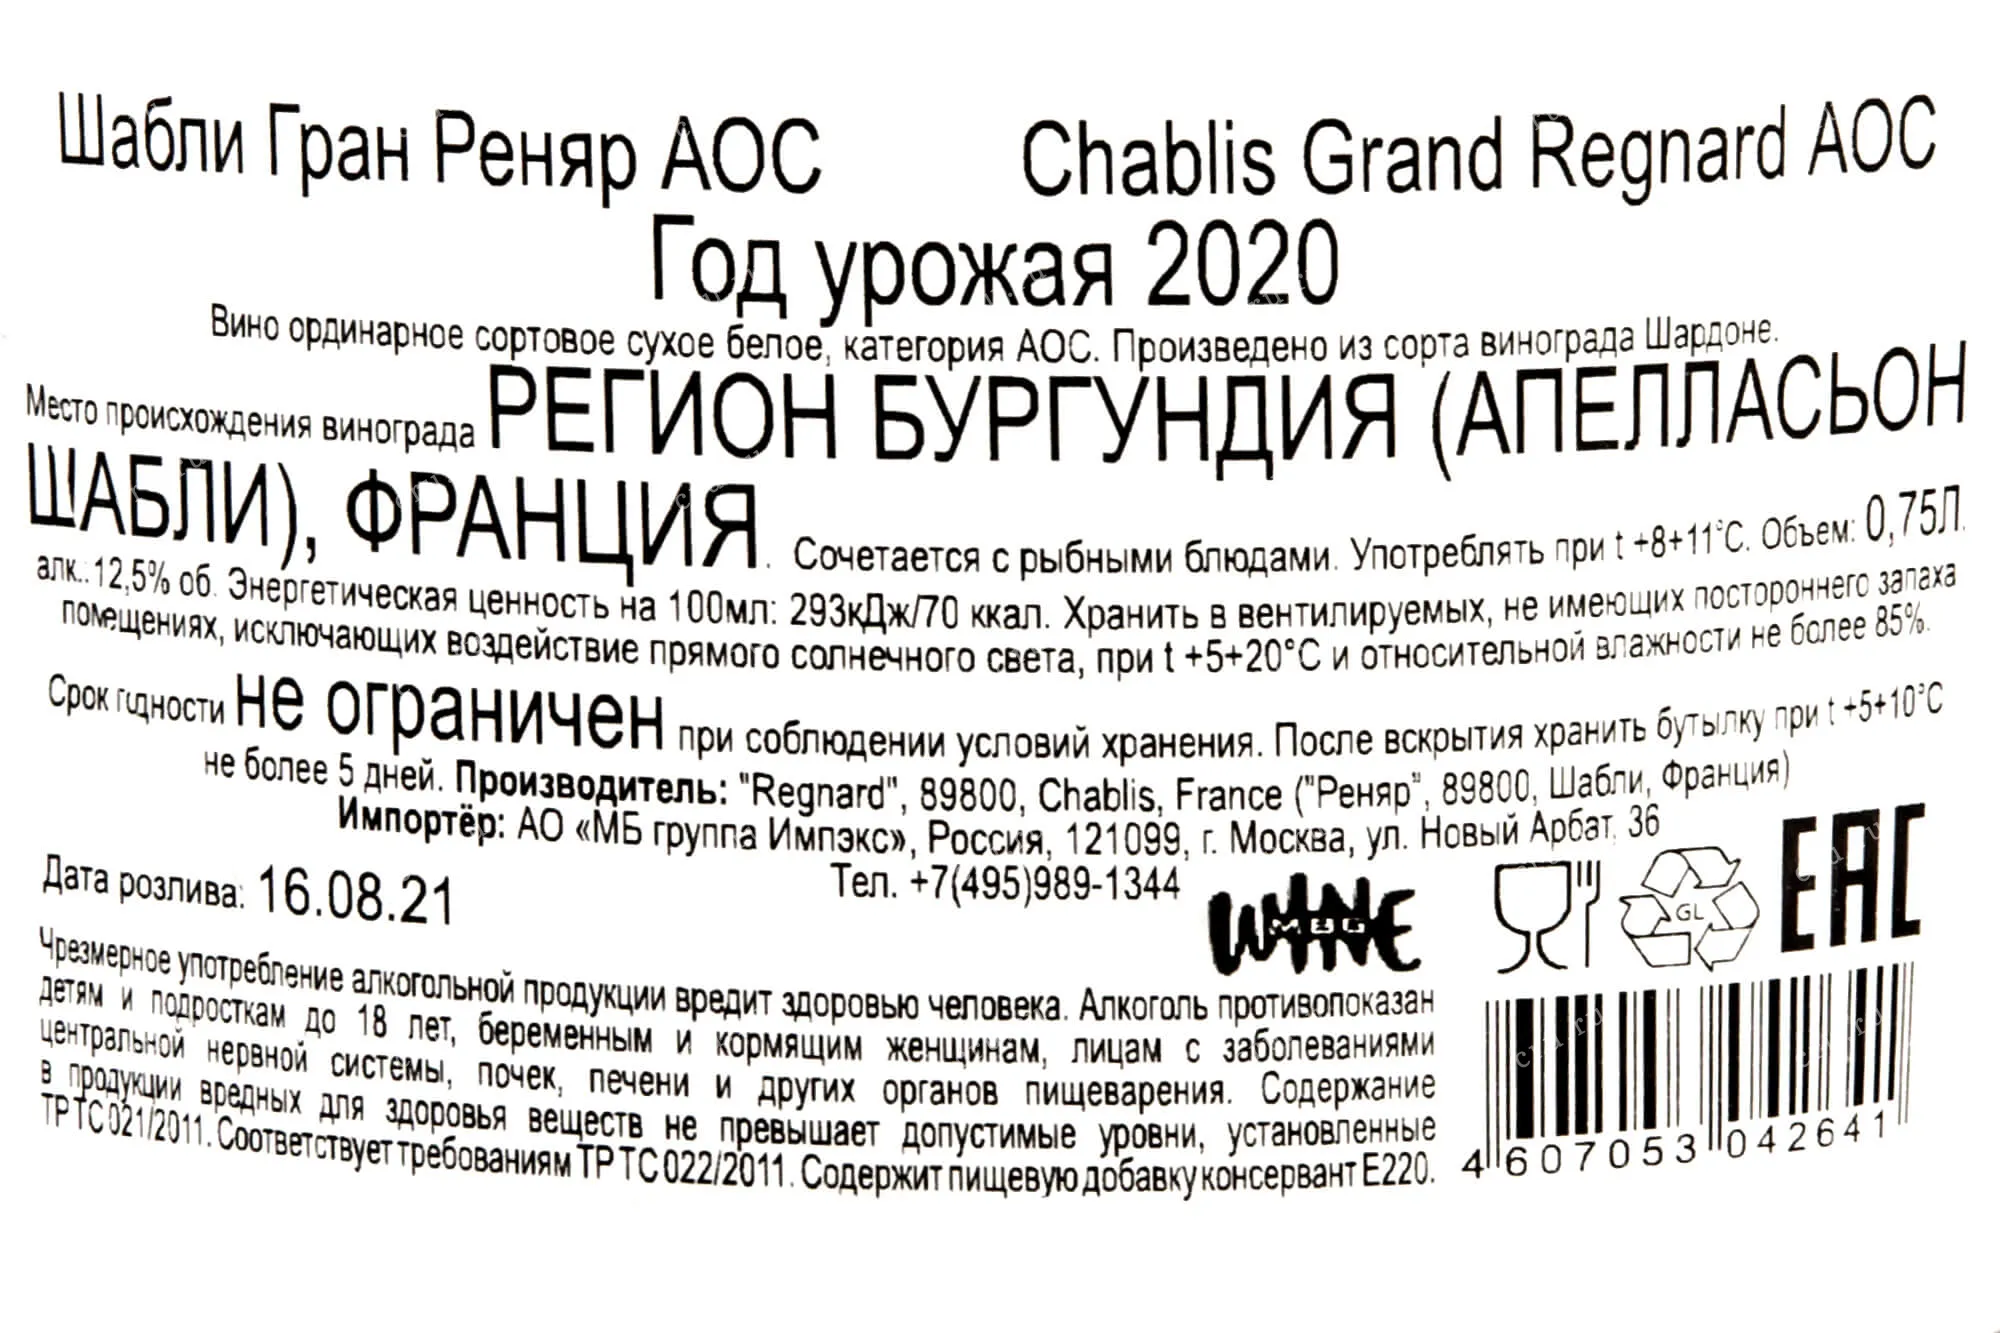 Шабли Гран Реняр АОС Chablis Grand Regnard AOC
Год урожая 2020
Вино ординарное сортовое сухое белое, категория АОС. Произведено из сорта винограда Шардоне.
Место происхождения винограда РЕГИОН БУРГУНДИЯ (АПЕЛЛАСЬОН
ШАБЛИ), ФРАНЦИЯ. Сочетается с рыбными блюдами. Употреблять при t +8+11°C. Объем: 0,75Л.
алк.:12,5% об. Энергетическая ценность на 100мл: 293кДж/70 ккал. Хранить в вентилируемых, не имеющих постороннего запаха
помещениях, исключающих воздействие прямого солнечного света, при t +5+20°C и относительной влажности не более 85%.
Срок годности не ограничен при соблюдении условий хранения. После вскрытия хранить бутылку при t +5+10°C
не более 5 дней. Производитель: "Regnard", 89800, Chablis, France ("Реняр", 89800, Шабли, Франция)
Импортёр: АО «МБ группа Импэкс», Россия, 121099, г. Москва, ул. Новый Арбат, 36
Тел. +7(495)989-1344
Дата розлива: 16.08.21
WINE
MBG
GL
EAC
Чрезмерное употребление алкогольной продукции вредит здоровью человека. Алкоголь противопоказан
детям и подросткам до 18 лет, беременным и кормящим женщинам, лицам с заболеваниями
центральной нервной системы, почек, печени и других органов пищеварения. Содержание
в продукции вредных для здоровья веществ не превышает допустимые уровни, установленные
ТР ТС 021/2011. Соответствует требованиям ТР ТС 022/2011. Содержит пищевую добавку консервант Е220.
4 607053 042641